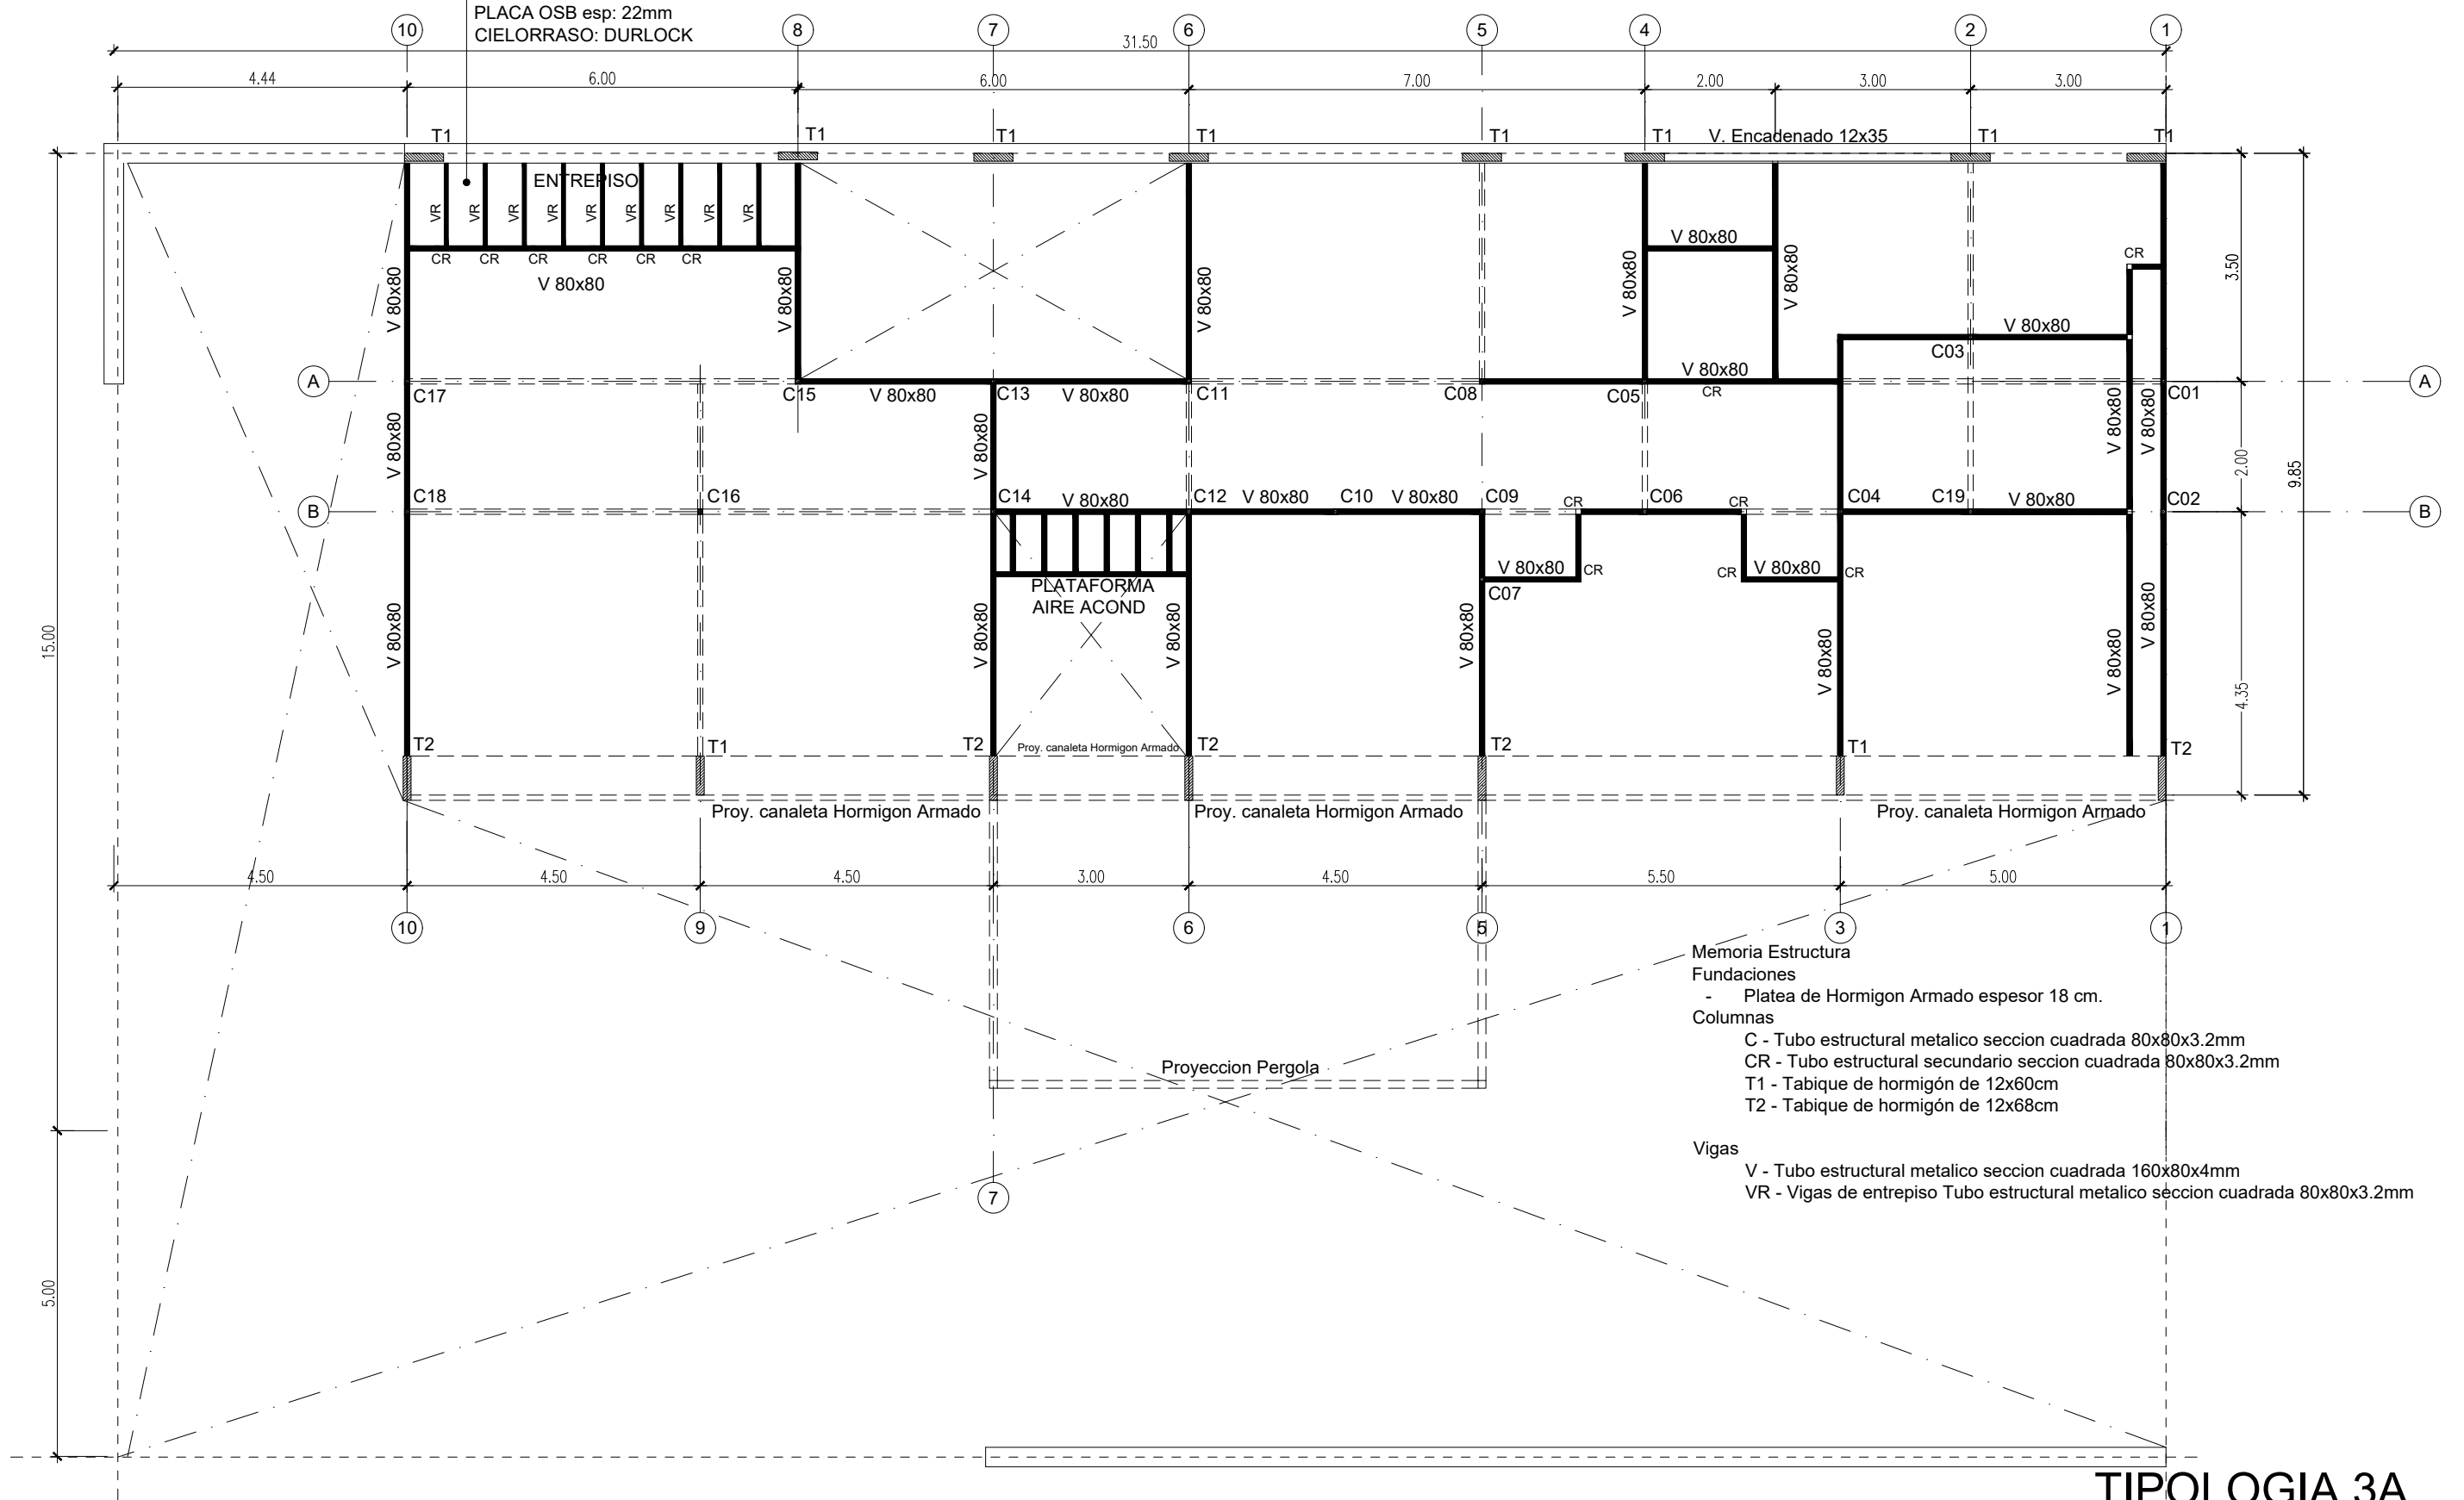 PLACA OSB esp: 22mm
CIELORRASO: DURLOCK
10 8 7 6 5 4 2 1
31.50
4.44 6.00 6.00 7.00 2.00 3.00 3.00
T1 T1 T1 T1 T1 T1 V. Encadenado 12x35 T1 T1
ENTREPISO
VR VR VR VR VR VR VR VR VR
CR CR CR CR CR CR
V 80x80
V 80x80 V 80x80 V 80x80 V 80x80 V 80x80 V 80x80
CR
3.50
V 80x80
C03
A A
V 80x80
C17 C15 V 80x80 C13 V 80x80 C11 C08 C05 CR C01
V 80x80 V 80x80 V 80x80 V 80x80
2.00
9.85
C18 C16 C14 V 80x80 C12 V 80x80 C10 V 80x80 C09 CR C06 CR C04 C19 V 80x80 C02
B B
V 80x80 CR CR V 80x80 CR
C07
PLATAFORMA
AIRE ACOND
V 80x80 V 80x80 V 80x80 V 80x80 V 80x80 V 80x80 V 80x80
15.00
4.35
T2 T1 T2 Proy. canaleta Hormigon Armado T2 T2 T1 T2
Proy. canaleta Hormigon Armado Proy. canaleta Hormigon Armado Proy. canaleta Hormigon Armado
4.50 4.50 4.50 3.00 4.50 5.50 5.00
10 9 6 5 3 1
Memoria Estructura
Fundaciones
- Platea de Hormigon Armado espesor 18 cm.
Columnas
C - Tubo estructural metalico seccion cuadrada 80x80x3.2mm
CR - Tubo estructural secundario seccion cuadrada 80x80x3.2mm
T1 - Tabique de hormigón de 12x60cm
T2 - Tabique de hormigón de 12x68cm
Proyeccion Pergola
Vigas
V - Tubo estructural metalico seccion cuadrada 160x80x4mm
VR - Vigas de entrepiso Tubo estructural metalico seccion cuadrada 80x80x3.2mm
7
5.00
TIPOLOGIA 3A